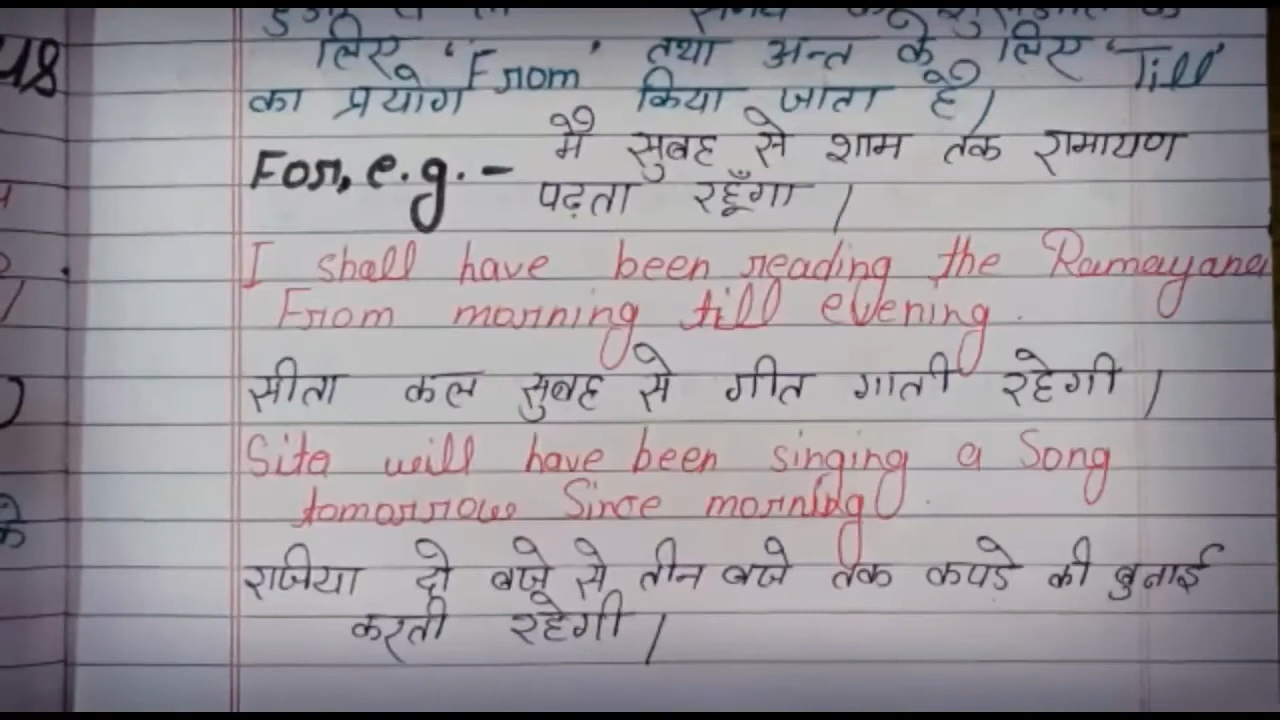 लिए 'From' तथा अन्त के लिए 'Till'
का प्रयोग किया जाता है।
For, e.g. - मै सुबह से शाम तक रामायण
पढ़ता रहूँगा।
I shall have been reading the Ramayana
From morning till evening.
सीता कल सुबह से गीत गाती रहेगी।
Sita will have been singing a Song
tomorrow Since morning.
राजिया दो बजे से तीन बजे तक कपडे की बुनाई
करती रहेगी।